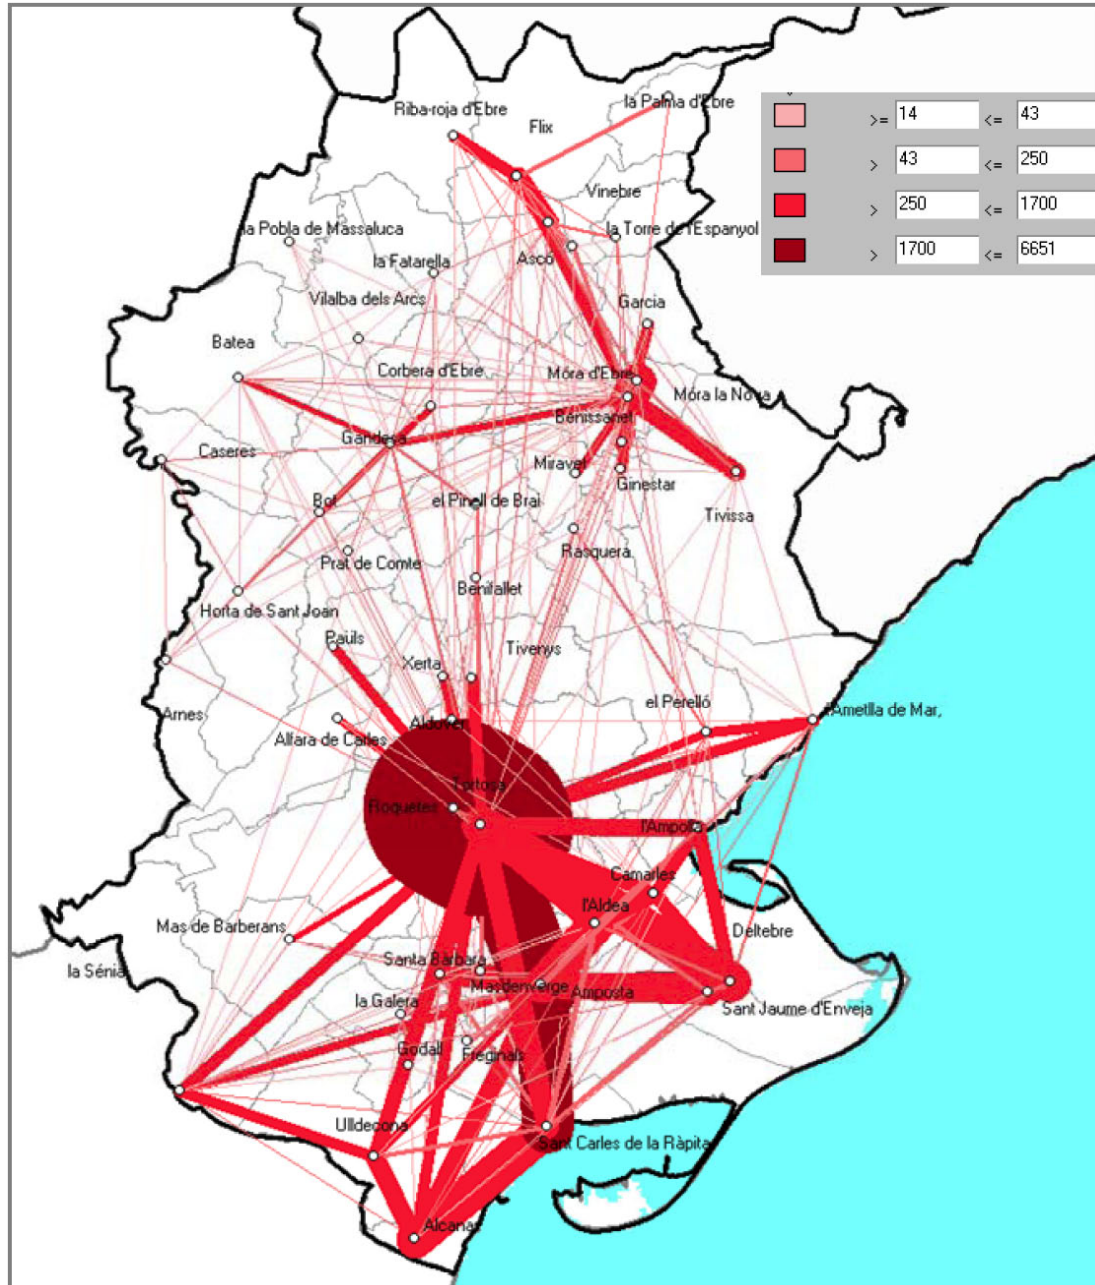 la Palma d'Ebre
Riba-roja d'Ebre
Flix
>= 14 <= 43
> 43 <= 250
> 250 <= 1700
> 1700 <= 6651
Vinebre
la Pobla de Massaluca
la Torre de l'Espanyol
la Fatarella
Ascó
Vilalba dels Arcs
Garcia
Batea
Corbera d'Ebre
Móra d'Ebre
Móra la Nova
Benissanet
Gandesa
Caseres
Miravet
Ginestar
Bot
el Pinell de Brai
Tivissa
Rasquera
Prat de Comte
Benifallet
Horta de Sant Joan
Paüls
Xerta
Tivenys
el Perelló
l'Ametlla de Mar,
Arnes
Aldover
Alfara de Carles
Tortosa
Roquetes
l'Ampolla
Camarles
l'Aldea
Mas de Barberans
Deltebre
Santa Bàrbara
la Sénia
Masdenverge
Amposta
la Galera
Sant Jaume d'Enveja
Godall
Freginals
Ulldecona
Sant Carles de la Ràpita
Alcanar